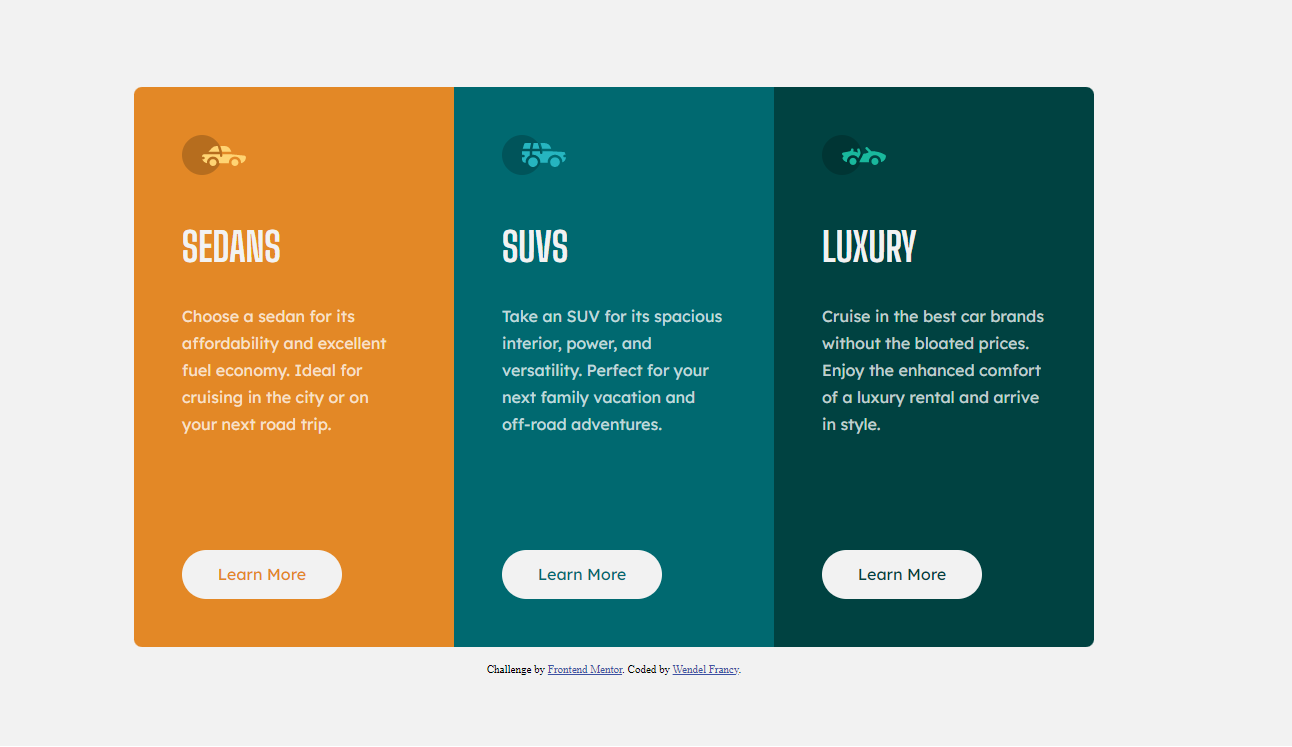 SEDANS
Choose a sedan for its
affordability and excellent
fuel economy. Ideal for
cruising in the city or on
your next road trip.
Learn More
SUVS
Take an SUV for its spacious
interior, power, and
versatility. Perfect for your
next family vacation and
off-road adventures.
Learn More
LUXURY
Cruise in the best car brands
without the bloated prices.
Enjoy the enhanced comfort
of a luxury rental and arrive
in style.
Learn More
Challenge by Frontend Mentor. Coded by Wendel Francy.